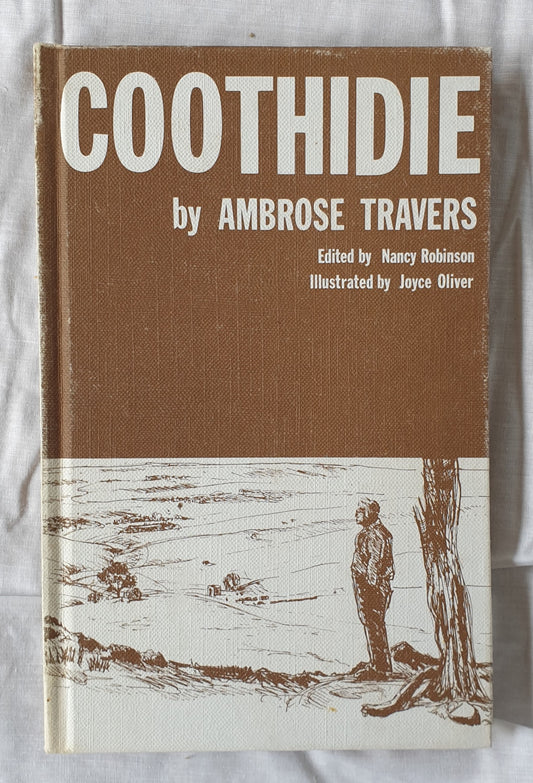 COOTHIDIE
by AMBROSE TRAVERS
Edited by Nancy Robinson
Illustrated by Joyce Oliver